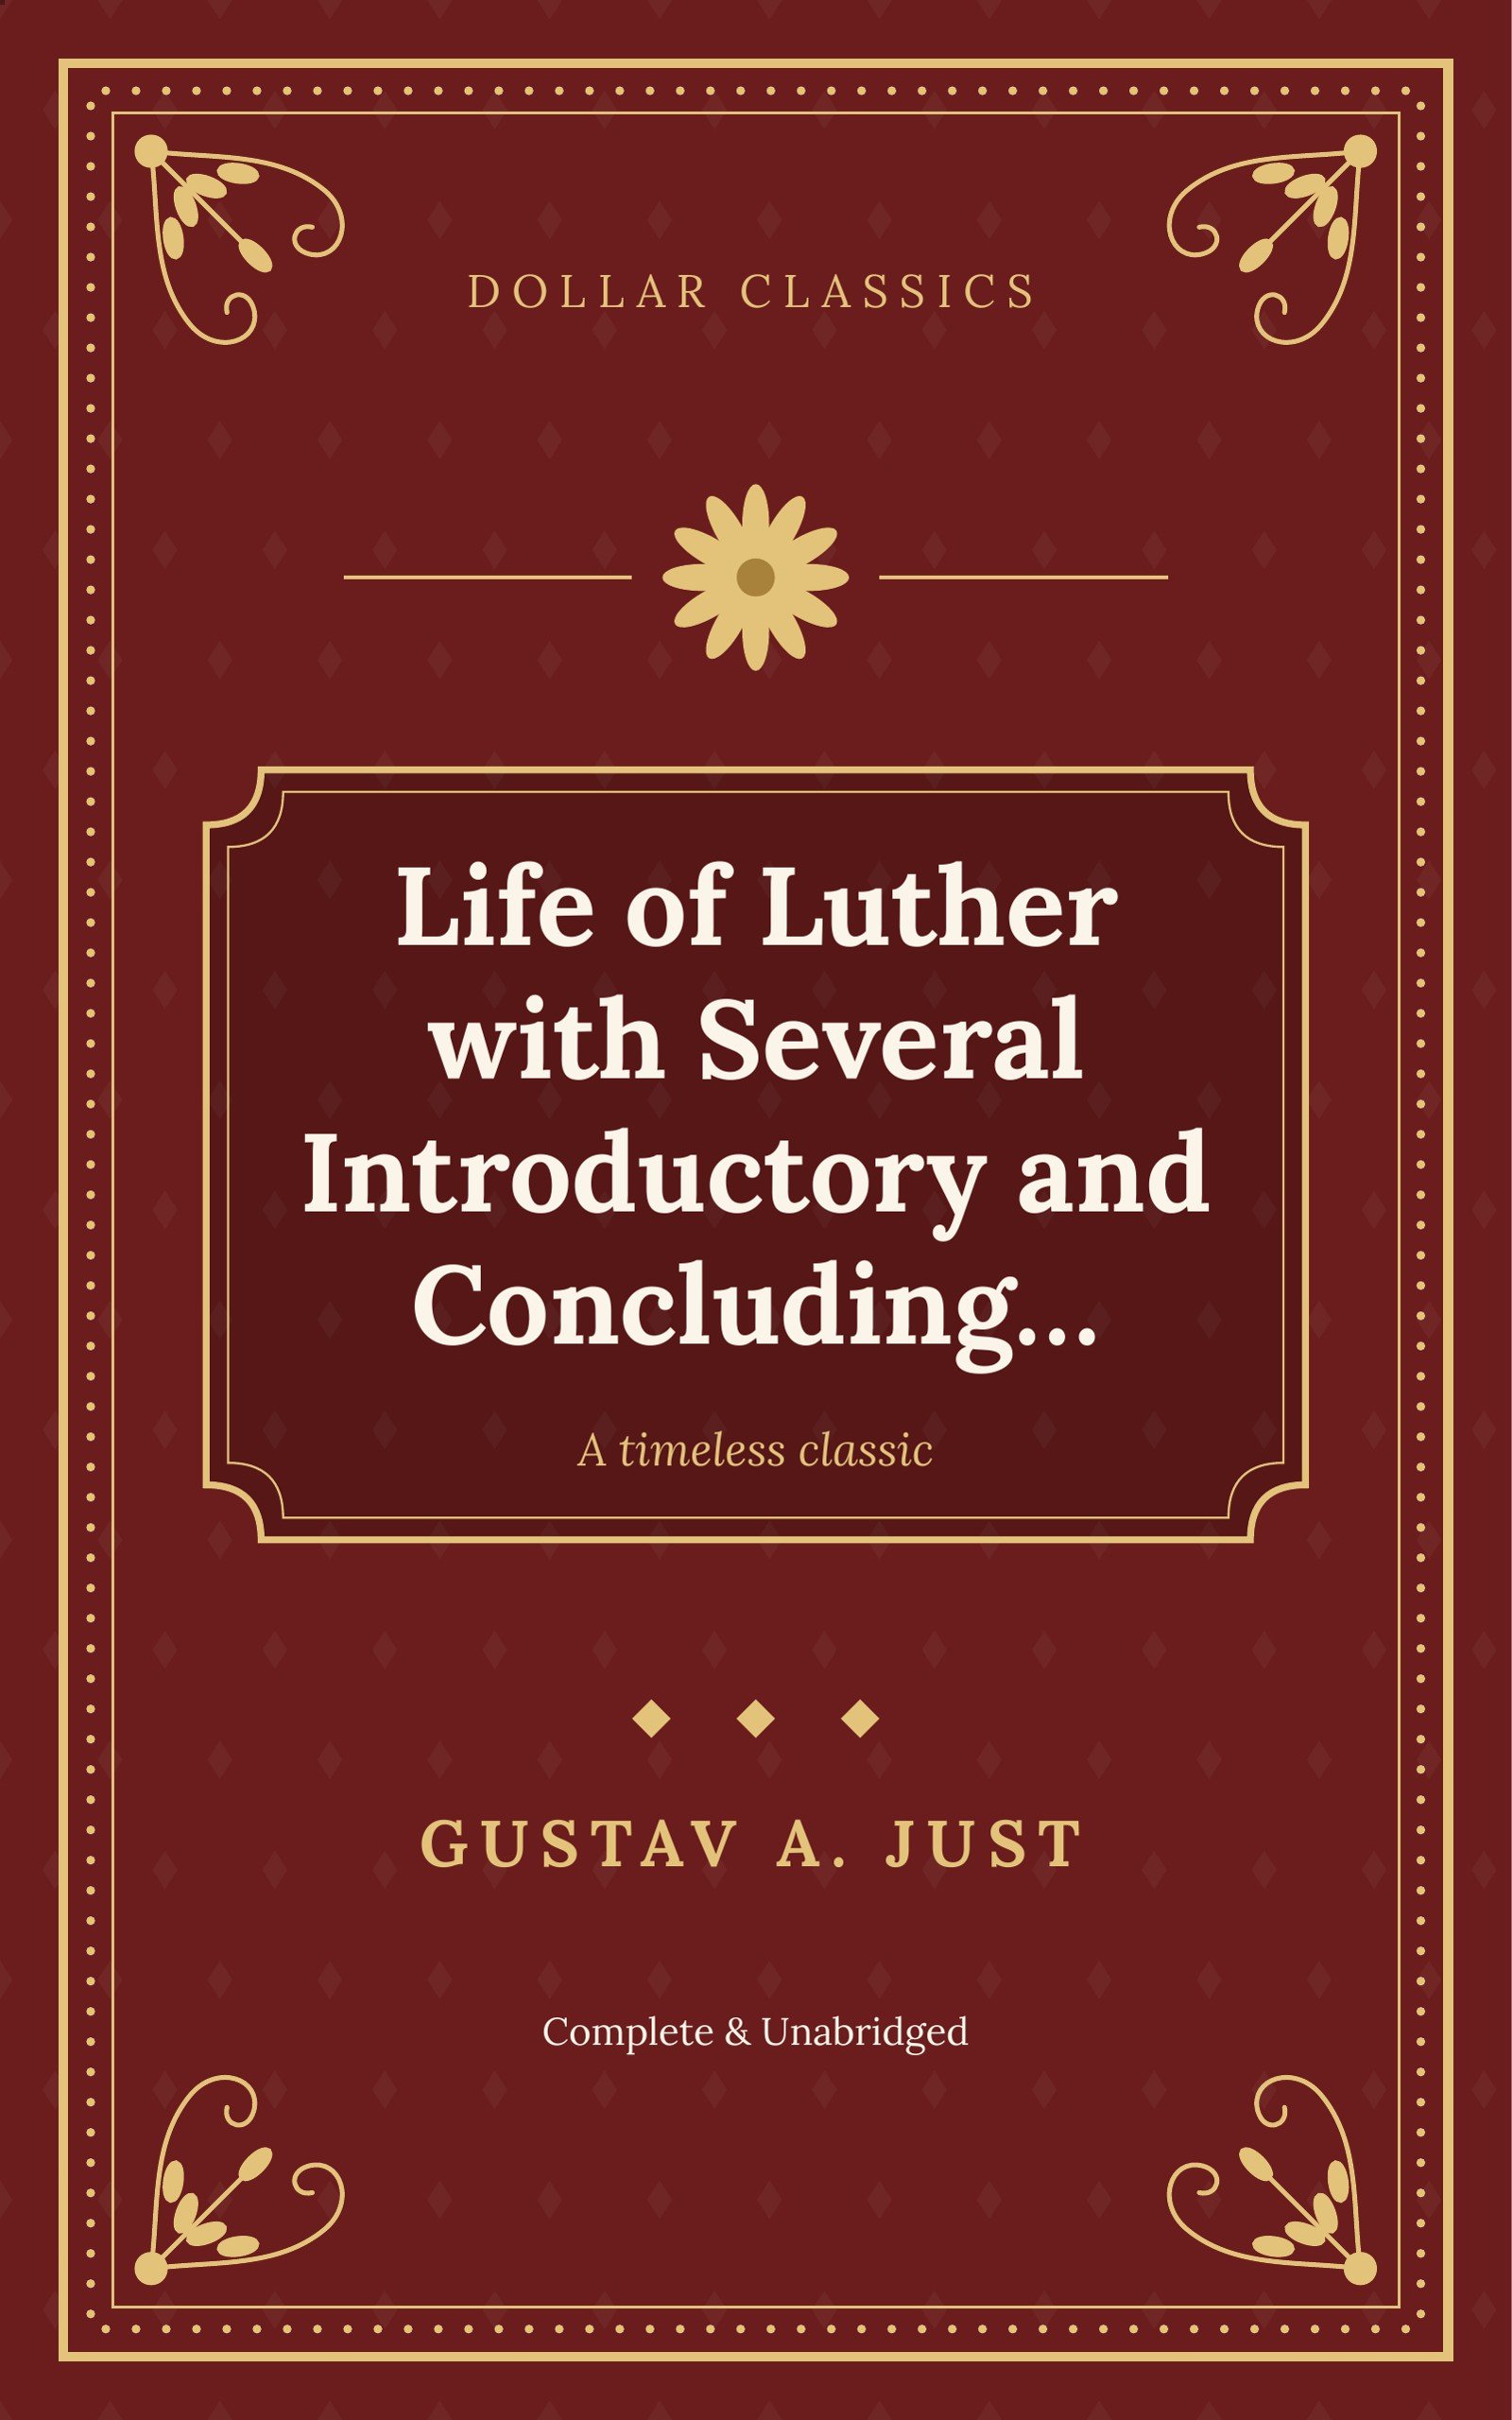 DOLLAR CLASSICS
Life of Luther
with Several
Introductory and
Concluding...
A timeless classic
GUSTAV A. JUST
Complete & Unabridged